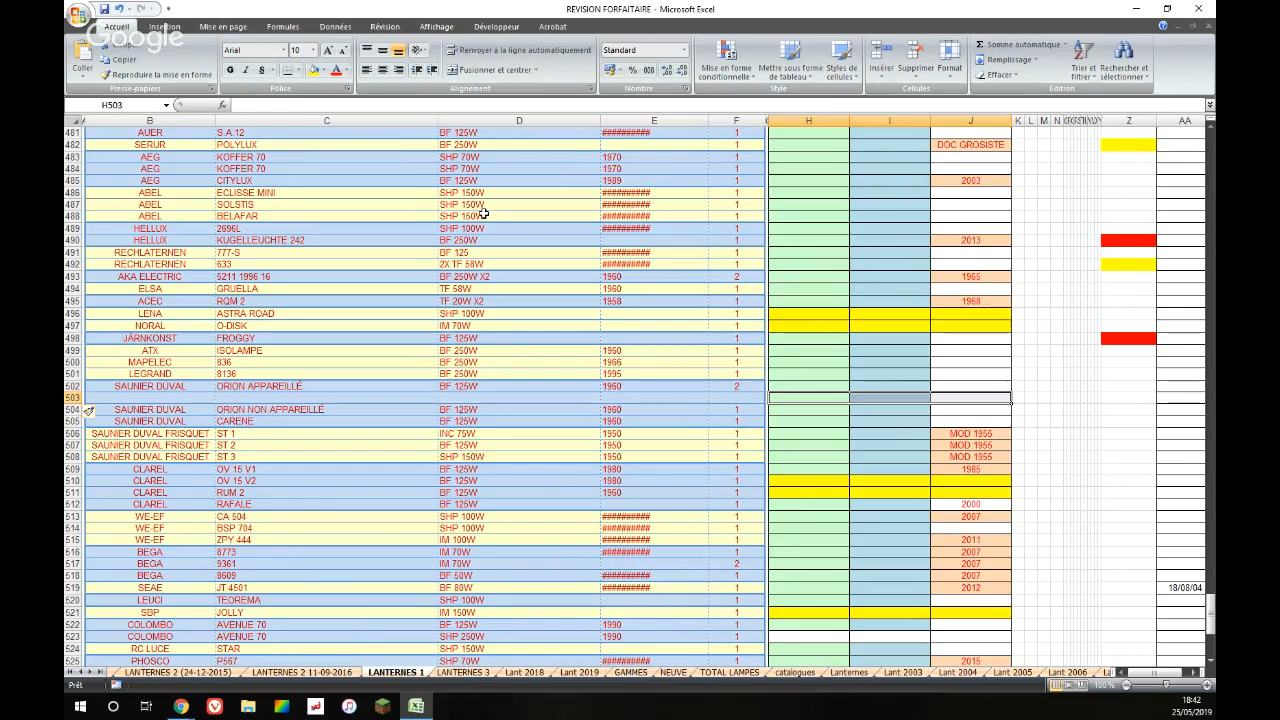 REVISION FORFAITAIRE - Microsoft Excel
Accueil Insertion Mise en page Formules Données Révision Affichage Développeur Acrobat
Google
Coller Copier Reproduire la mise en forme Presse-papiers
Arial 10 G I S Police
Renvoyer à la ligne automatiquement Fusionner et centrer Alignement
Standard % 000 Nombre
Mise en forme conditionnelle Mettre sous forme de tableau Styles de cellules Style
Insérer Supprimer Format Cellules
Somme automatique Remplissage Effacer Trier et filtrer Rechercher et sélectionner Édition
H503 fx
B C D E F H I J K L M N Z AA
481 AUER S.A.12 BF 125W ########## 1
482 SERUR POLYLUX BF 250W 1 DOC GROSISTE
483 AEG KOFFER 70 SHP 70W 1970 1
484 AEG KOFFER 70 SHP 70W 1970 1
485 AEG CITYLUX BF 125W 1989 1 2003
486 ABEL ECLISSE MINI SHP 150W ########## 1
487 ABEL SOLSTIS SHP 150W ########## 1
488 ABEL BELAFAR SHP 150W ########## 1
489 HELLUX 2696L SHP 100W ########## 1
490 HELLUX KUGELLEUCHTE 242 BF 250W 1 2013
491 RECHLATERNEN 777-S BF 125 ########## 1
492 RECHLATERNEN 633 2X TF 58W ########## 1
493 AKA ELECTRIC 5211 1996 16 BF 250W X2 1960 2 1965
494 ELSA GRUELLA TF 58W 1960 1
495 ACEC RQM 2 TF 20W X2 1958 1 1968
496 LENA ASTRA ROAD SHP 100W 1
497 NORAL O-DISK IM 70W 1
498 JÄRNKONST FROGGY BF 125W 1
499 ATX ISOLAMPE BF 250W 1960 1
500 MAPELEC 836 BF 250W 1966 1
501 LEGRAND 8136 BF 250W 1995 1
502 SAUNIER DUVAL ORION APPAREILLÉ BF 125W 1960 2
503
504 SAUNIER DUVAL ORION NON APPAREILLÉ BF 125W 1960 1
505 SAUNIER DUVAL CARENE BF 125W 1960 1
506 SAUNIER DUVAL FRISQUET ST 1 INC 75W 1950 1 MOD 1955
507 SAUNIER DUVAL FRISQUET ST 2 BF 125W 1950 1 MOD 1955
508 SAUNIER DUVAL FRISQUET ST 3 SHP 150W 1950 1 MOD 1955
509 CLAREL OV 15 V1 BF 125W 1980 1 1985
510 CLAREL OV 15 V2 BF 125W 1980 1
511 CLAREL RUM 2 BF 125W 1960 1
512 CLAREL RAFALE BF 125W 1 2000
513 WE-EF CA 504 SHP 100W ########## 1 2007
514 WE-EF BSP 704 SHP 100W ########## 1
515 WE-EF ZPY 444 IM 100W ########## 1 2011
516 BEGA 8773 IM 70W ########## 1 2007
517 BEGA 9361 IM 70W 2 2007
518 BEGA 8609 BF 50W ########## 1 2007
519 SEAE JT 4501 BF 80W ########## 1 2012 18/08/04
520 LEUCI TEOREMA SHP 100W 1
521 SBP JOLLY IM 150W 1
522 COLOMBO AVENUE 70 BF 125W 1990 1
523 COLOMBO AVENUE 70 SHP 250W 1990 1
524 RC LUCE STAR SHP 150W 1
525 PHOSCO P567 SHP 70W 1 2015
LANTERNES 2 (24-12-2015) LANTERNES 2 11-09-2016 LANTERNES 1 LANTERNES 3 Lant 2018 Lant 2019 GAMMES NEUVE TOTAL LAMPES catalogues Lanternes Lant 2003 Lant 2004 Lant 2005 Lant 2006
Prêt 100 %
18:42
25/05/2019